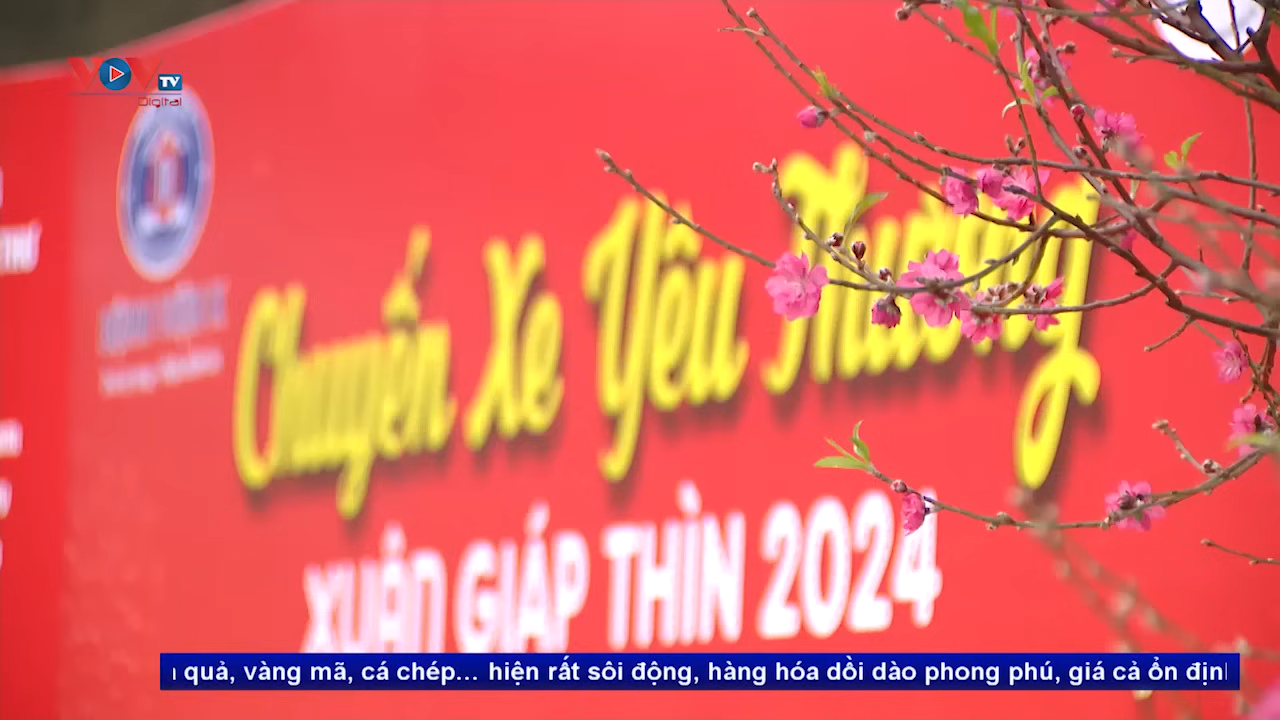 VOV TV
Digital
Chuyến Xe Yêu Thương
XUÂN GIÁP THÌN 2024
quả, vàng mã, cá chép... hiện rất sôi động, hàng hóa dồi dào phong phú, giá cả ổn định